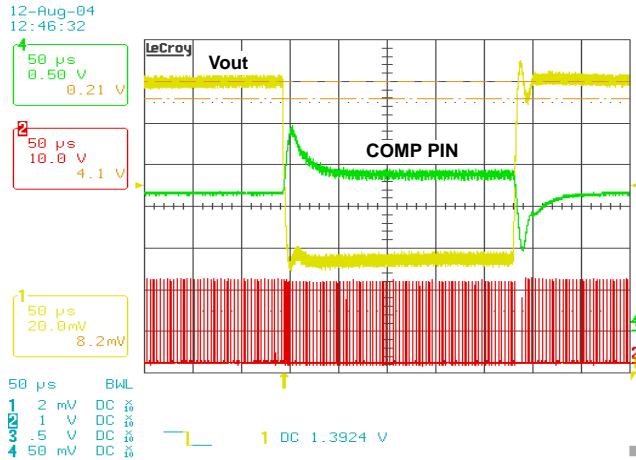 12-Aug-04
12:46:32
LeCroy
4
50 µs
0.50 V
0.21 V
Vout
2
50 µs
10.0 V
4.1 V
COMP PIN
1
50 µs
20.0mV
8.2mV
50 µs BWL
1 2 mV DC
2 1 V DC
3 .5 V DC
4 50 mV DC
1 DC 1.3924 V